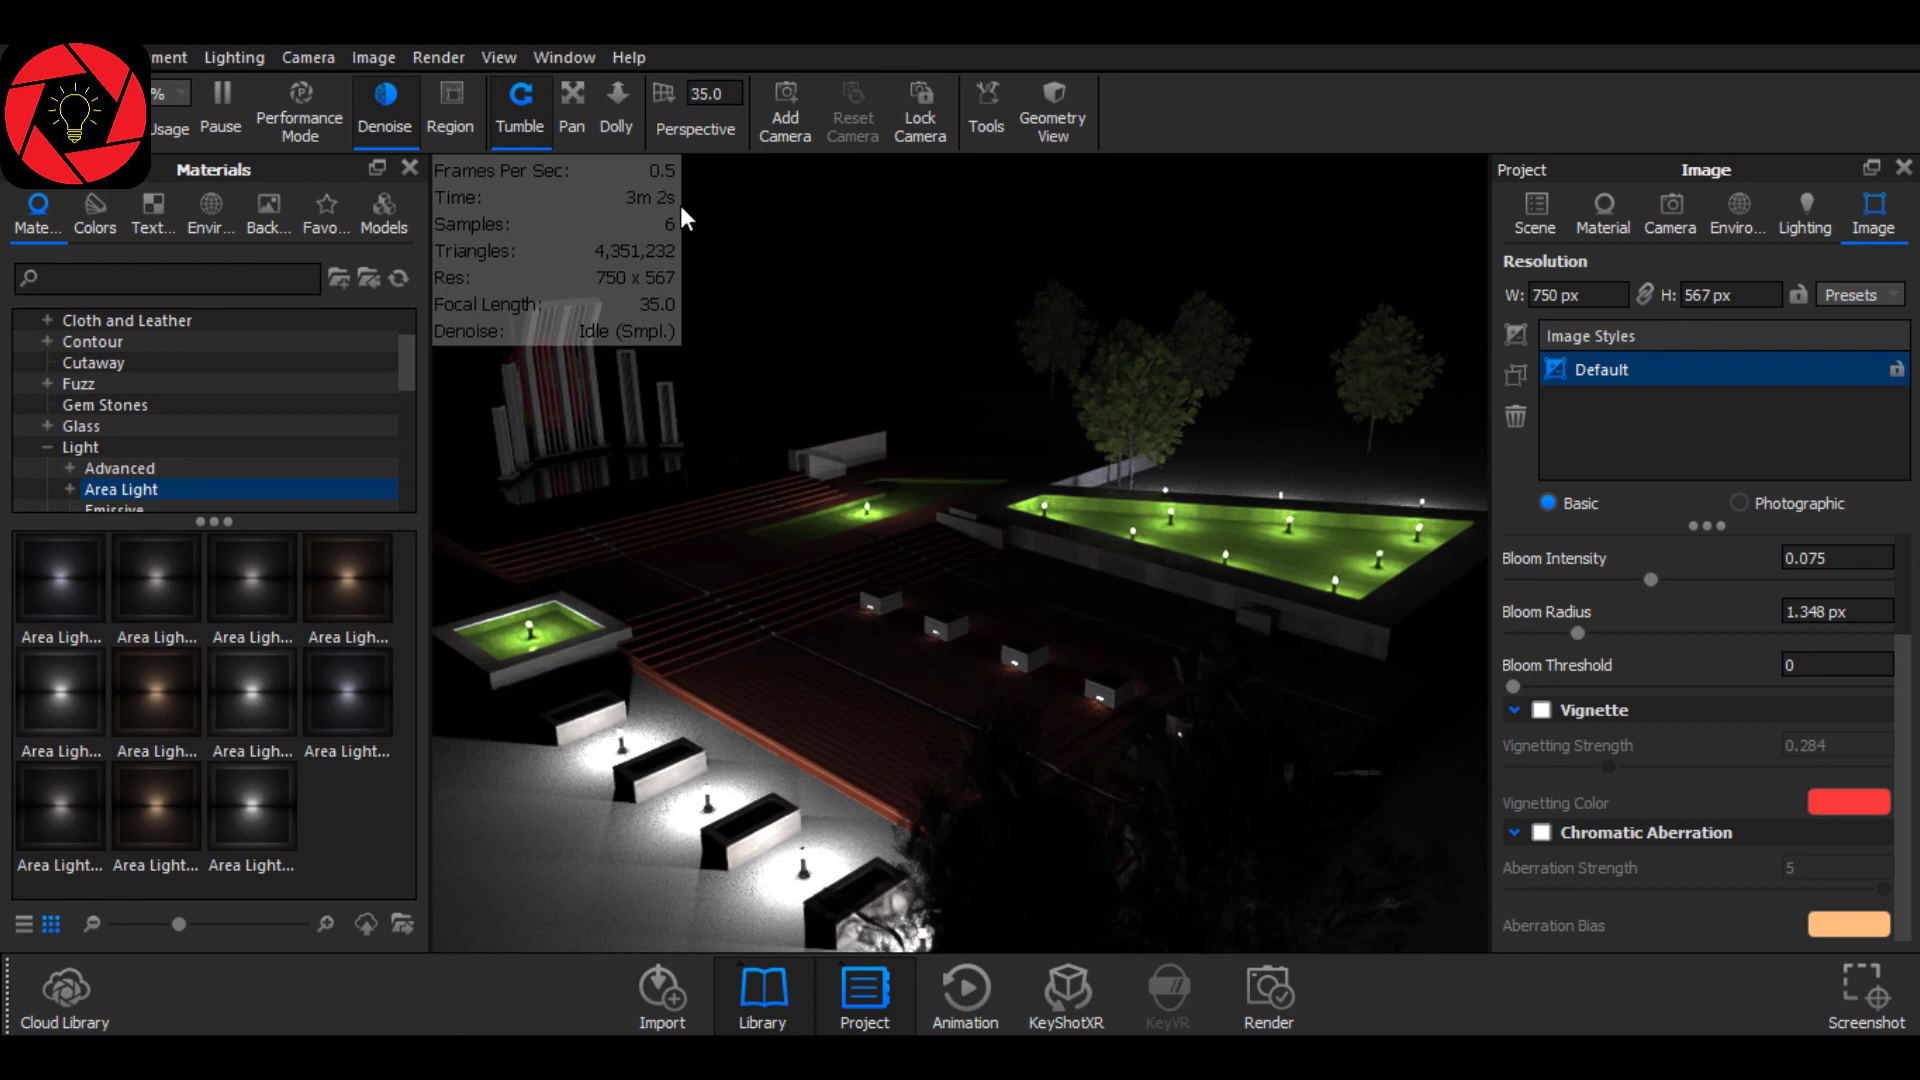 ment Lighting Camera Image Render View Window Help
% 35.0
Usage Pause Performance Mode Denoise Region Tumble Pan Dolly Perspective Add Camera Reset Camera Lock Camera Tools Geometry View
Materials
Mate... Colors Text... Envir... Back... Favo... Models
Cloth and Leather
Contour
Cutaway
Fuzz
Gem Stones
Glass
Light
Advanced
Area Light
Emissive
Area Ligh... Area Ligh... Area Ligh... Area Ligh...
Area Ligh... Area Ligh... Area Ligh... Area Light...
Area Light... Area Light... Area Light...
Frames Per Sec: 0.5
Time: 3m 2s
Samples: 6
Triangles: 4,351,232
Res: 750 x 567
Focal Length: 35.0
Denoise: Idle (Smpl.)
Project Image
Scene Material Camera Enviro... Lighting Image
Resolution
W: 750 px H: 567 px Presets
Image Styles
Default
Basic Photographic
Bloom Intensity 0.075
Bloom Radius 1.348 px
Bloom Threshold 0
Vignette
Vignetting Strength 0.284
Vignetting Color
Chromatic Aberration
Aberration Strength 5
Aberration Bias
Cloud Library Import Library Project Animation KeyShotXR KeyVR Render Screenshot